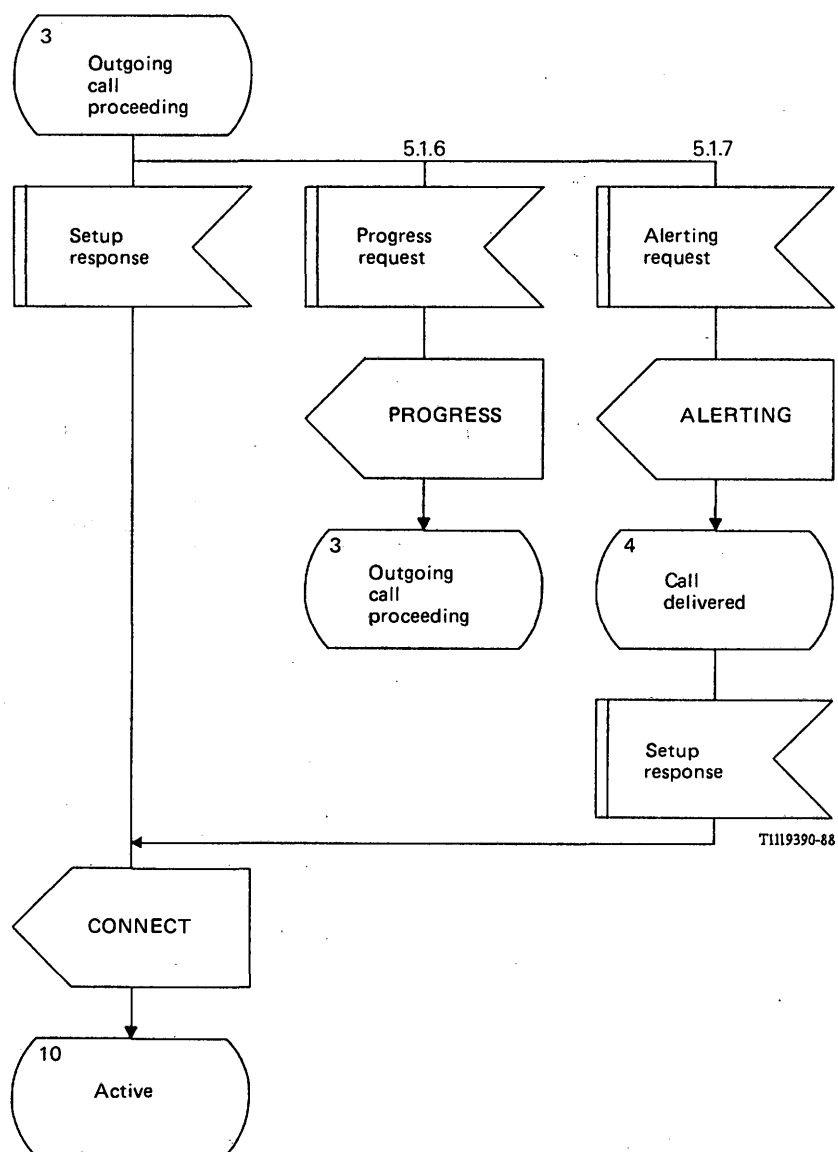 3
Outgoing
call
proceeding
5.1.6
5.1.7
Setup
response
Progress
request
Alerting
request
PROGRESS
ALERTING
3
Outgoing
call
proceeding
4
Call
delivered
Setup
response
T1119390-88
CONNECT
10
Active